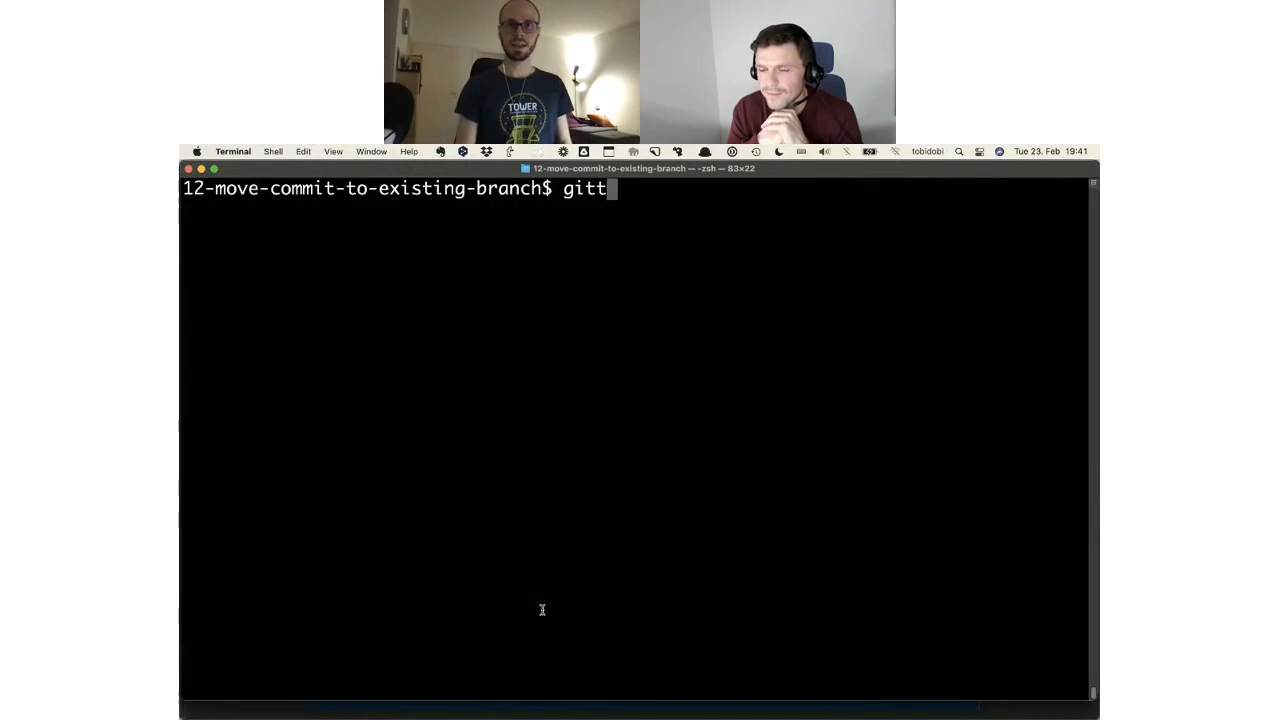 TOWER
Terminal Shell Edit View Window Help tobidobi Tue 23. Feb 19:41
12-move-commit-to-existing-branch — -zsh — 83×22
12-move-commit-to-existing-branch$ gitt